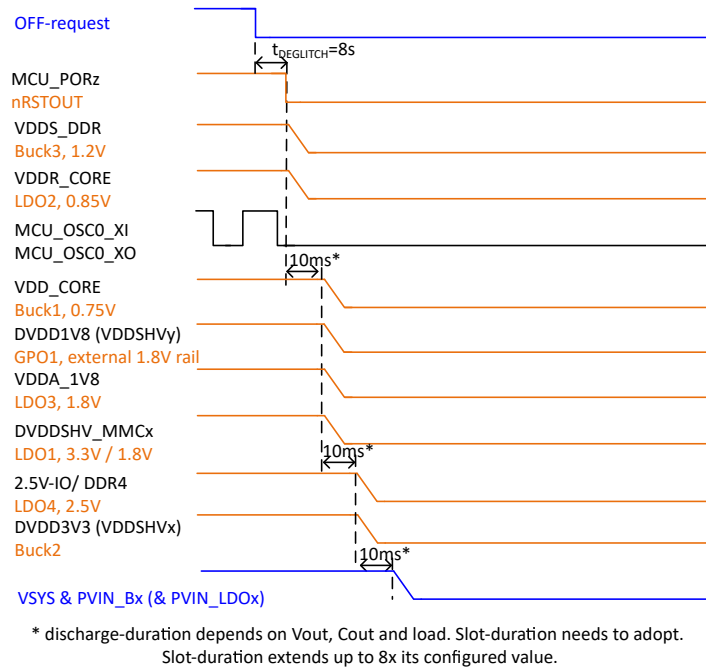 OFF-request
tDEGLITCH=8s
MCU_PORz
nRSTOUT
VDDS_DDR
Buck3, 1.2V
VDDR_CORE
LDO2, 0.85V
MCU_OSC0_XI
MCU_OSC0_XO
10ms*
VDD_CORE
Buck1, 0.75V
DVDD1V8 (VDDSHVy)
GPO1, external 1.8V rail
VDDA_1V8
LDO3, 1.8V
DVDDSHV_MMCx
LDO1, 3.3V / 1.8V
10ms*
2.5V-IO/ DDR4
LDO4, 2.5V
DVDD3V3 (VDDSHVx)
Buck2
10ms*
VSYS & PVIN_Bx (& PVIN_LDOx)
* discharge-duration depends on Vout, Cout and load. Slot-duration needs to adopt.
Slot-duration extends up to 8x its configured value.